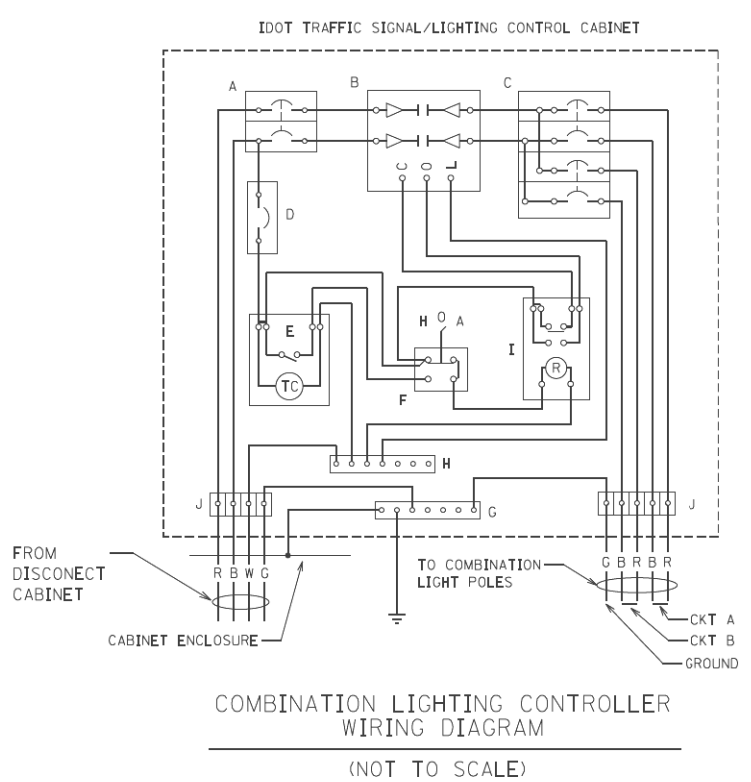 IDOT TRAFFIC SIGNAL/LIGHTING CONTROL CABINET
A
B
C
C O L
D
E
H O A
I
TC
R
F
H
J
G
J
FROM
DISCONECT
CABINET
R B W G
TO COMBINATION
LIGHT POLES
G B R B R
CABINET ENCLOSURE
CKT A
CKT B
GROUND
COMBINATION LIGHTING CONTROLLER
WIRING DIAGRAM
(NOT TO SCALE)